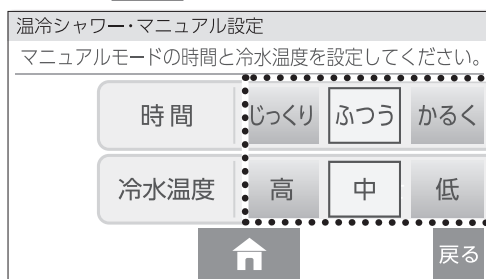 温冷シャワー・マニュアル設定
マニュアルモードの時間と冷水温度を設定してください。
時間 じっくり ふつう かるく
冷水温度 高 中 低
戻る